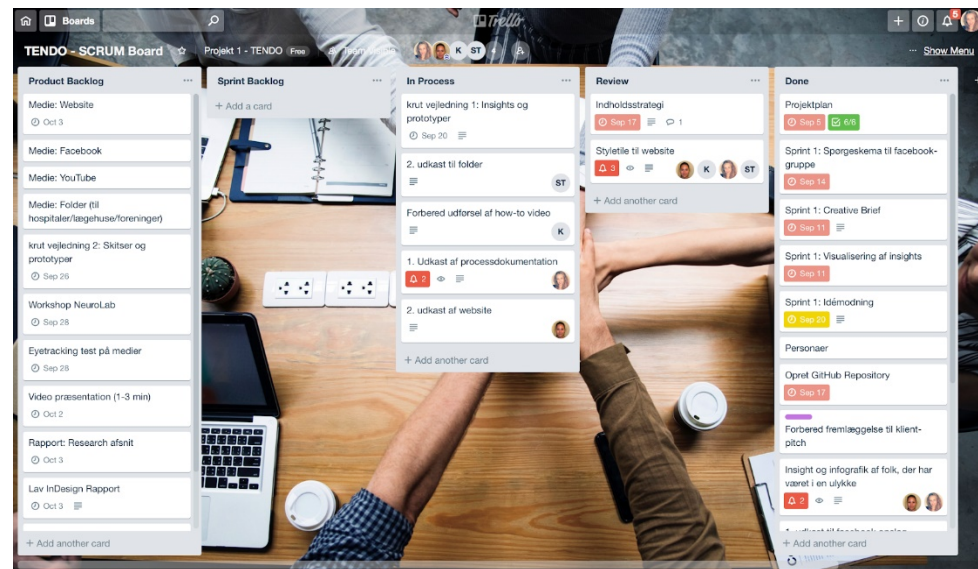 Boards
Trello
5
TENDO - SCRUM Board
Projekt 1 - TENDO
Free
K
ST
4
Show Menu
Product Backlog
Medie: Website
Oct 3
Medie: Facebook
Medie: YouTube
Medie: Folder (til
hospitaler/lægehuse/foreninger)
krut vejledning 2: Skitser og
prototyper
Sep 26
Workshop NeuroLab
Sep 28
Eyetracking test på medier
Sep 28
Video præsentation (1-3 min)
Oct 2
Rapport: Research afsnit
Oct 3
Lav InDesign Rapport
Oct 3
+ Add another card
Sprint Backlog
+ Add a card
In Process
krut vejledning 1: Insights og
prototyper
Sep 20
2. udkast til folder
ST
Forbered udførsel af how-to video
K
1. Udkast af processdokumentation
2
2. udkast af website
+ Add another card
Review
Indholdsstrategi
Sep 17
1
Styletile til website
3
K
ST
+ Add another card
Done
Projektplan
Sep 5
6/6
Sprint 1: Spørgeskema til facebook-
gruppe
Sep 14
Sprint 1: Creative Brief
Sep 11
Sprint 1: Visualisering af insights
Sep 11
Sprint 1: Idémodning
Sep 20
Personaer
Opret GitHub Repository
Sep 17
Forbered fremlæggelse til klient-
pitch
Insight og infografik af folk, der har
været i en ulykke
2
+ Add another card